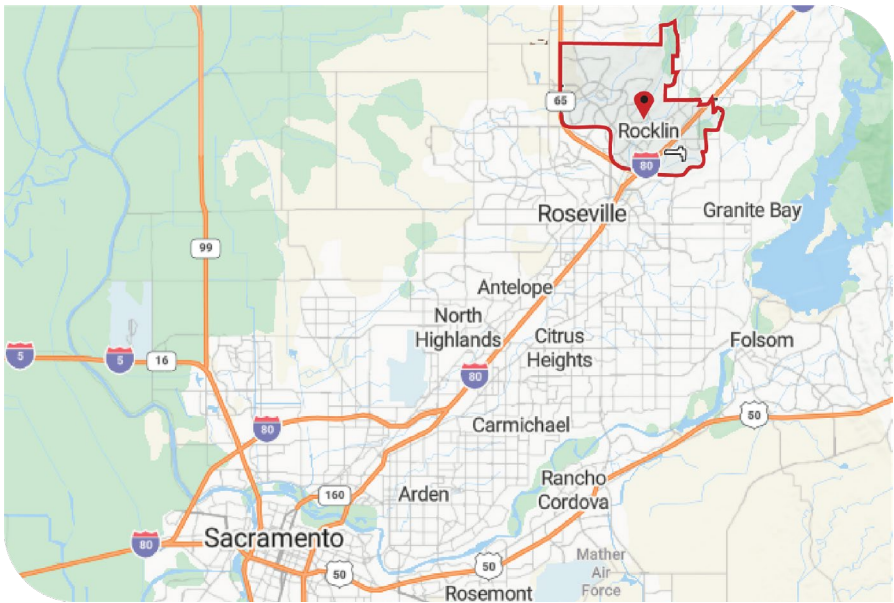 65
Rocklin
80
Roseville
Granite Bay
99
Antelope
North
Highlands
Citrus
Heights
Folsom
5
5
16
80
50
80
Carmichael
Rancho
Cordova
160
Arden
Sacramento
80
50
50
Mather
Air
Force
Rosemont